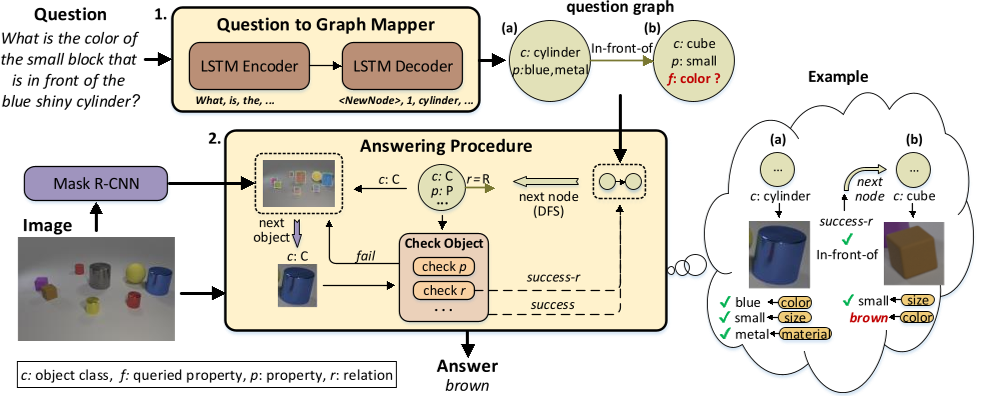 Question
What is the color of
the small block that
is in front of the
blue shiny cylinder?
1.
Question to Graph Mapper
LSTM Encoder
LSTM Decoder
What, is, the, ...
<NewNode>, 1, cylinder, ...
question graph
(a)
(b)
c: cylinder
p:blue,metal
In-front-of
c: cube
p: small
f: color ?
2.
Answering Procedure
Mask R-CNN
Image
c: C
c: C
p: P
...
r = R
next node
(DFS)
next
object
c: C
fail
Check Object
check p
check r
...
success-r
success
Answer
brown
c: object class, f: queried property, p: property, r: relation
Example
(a)
(b)
...
...
next
node
c: cylinder
c: cube
success-r
✓
In-front-of
✓ blue color
✓ small size
✓ metal material
✓ small size
brown color